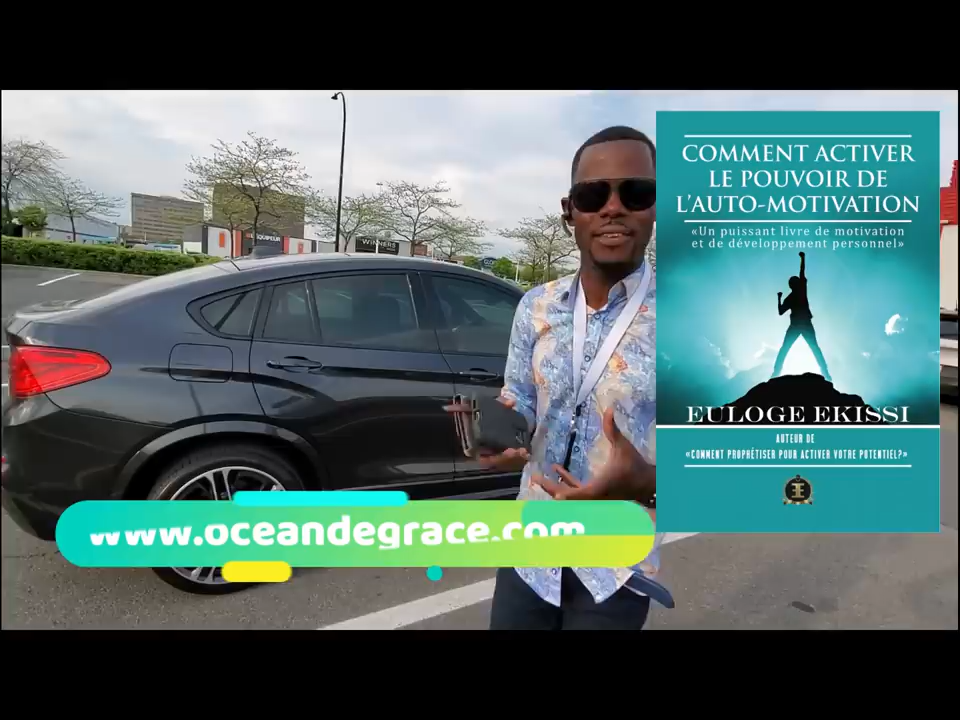 COMMENT ACTIVER
LE POUVOIR DE
L'AUTO-MOTIVATION
«Un puissant livre de motivation
et de développement personnel»
EULOGE EKISSI
AUTEUR DE
«COMMENT PROPHÉTISER POUR ACTIVER VOTRE POTENTIEL?»
L'ÉQUIPEUR
WINNERS
www.oceandegrace.com